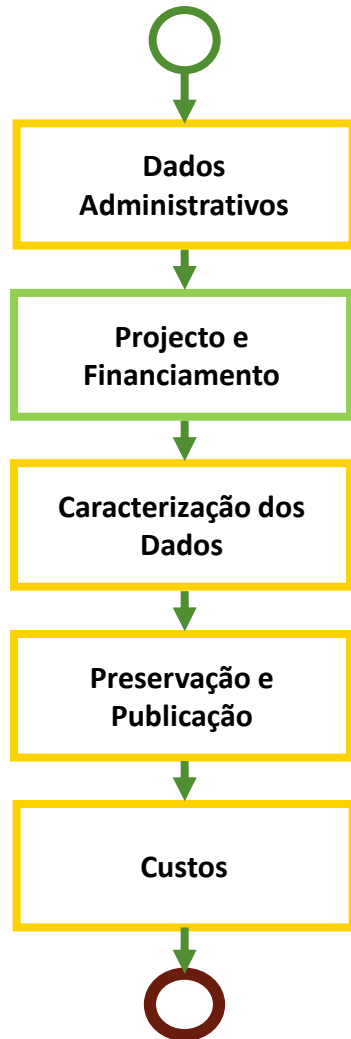 Dados
Administrativos
Projecto e
Financiamento
Caracterização dos
Dados
Preservação e
Publicação
Custos